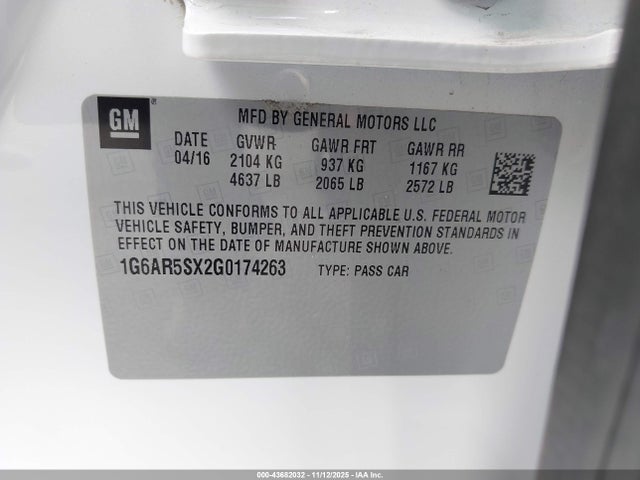 GM
MFD BY GENERAL MOTORS LLC
DATE GVWR GAWR FRT GAWR RR
04/16 2104 KG 937 KG 1167 KG
4637 LB 2065 LB 2572 LB
THIS VEHICLE CONFORMS TO ALL APPLICABLE U.S. FEDERAL MOTOR
VEHICLE SAFETY, BUMPER, AND THEFT PREVENTION STANDARDS IN
EFFECT ON THE DATE OF MANUFACTURE SHOWN ABOVE.
1G6AR5SX2G0174263 TYPE: PASS CAR
000-43682032 - 11/12/2025 - IAA Inc.